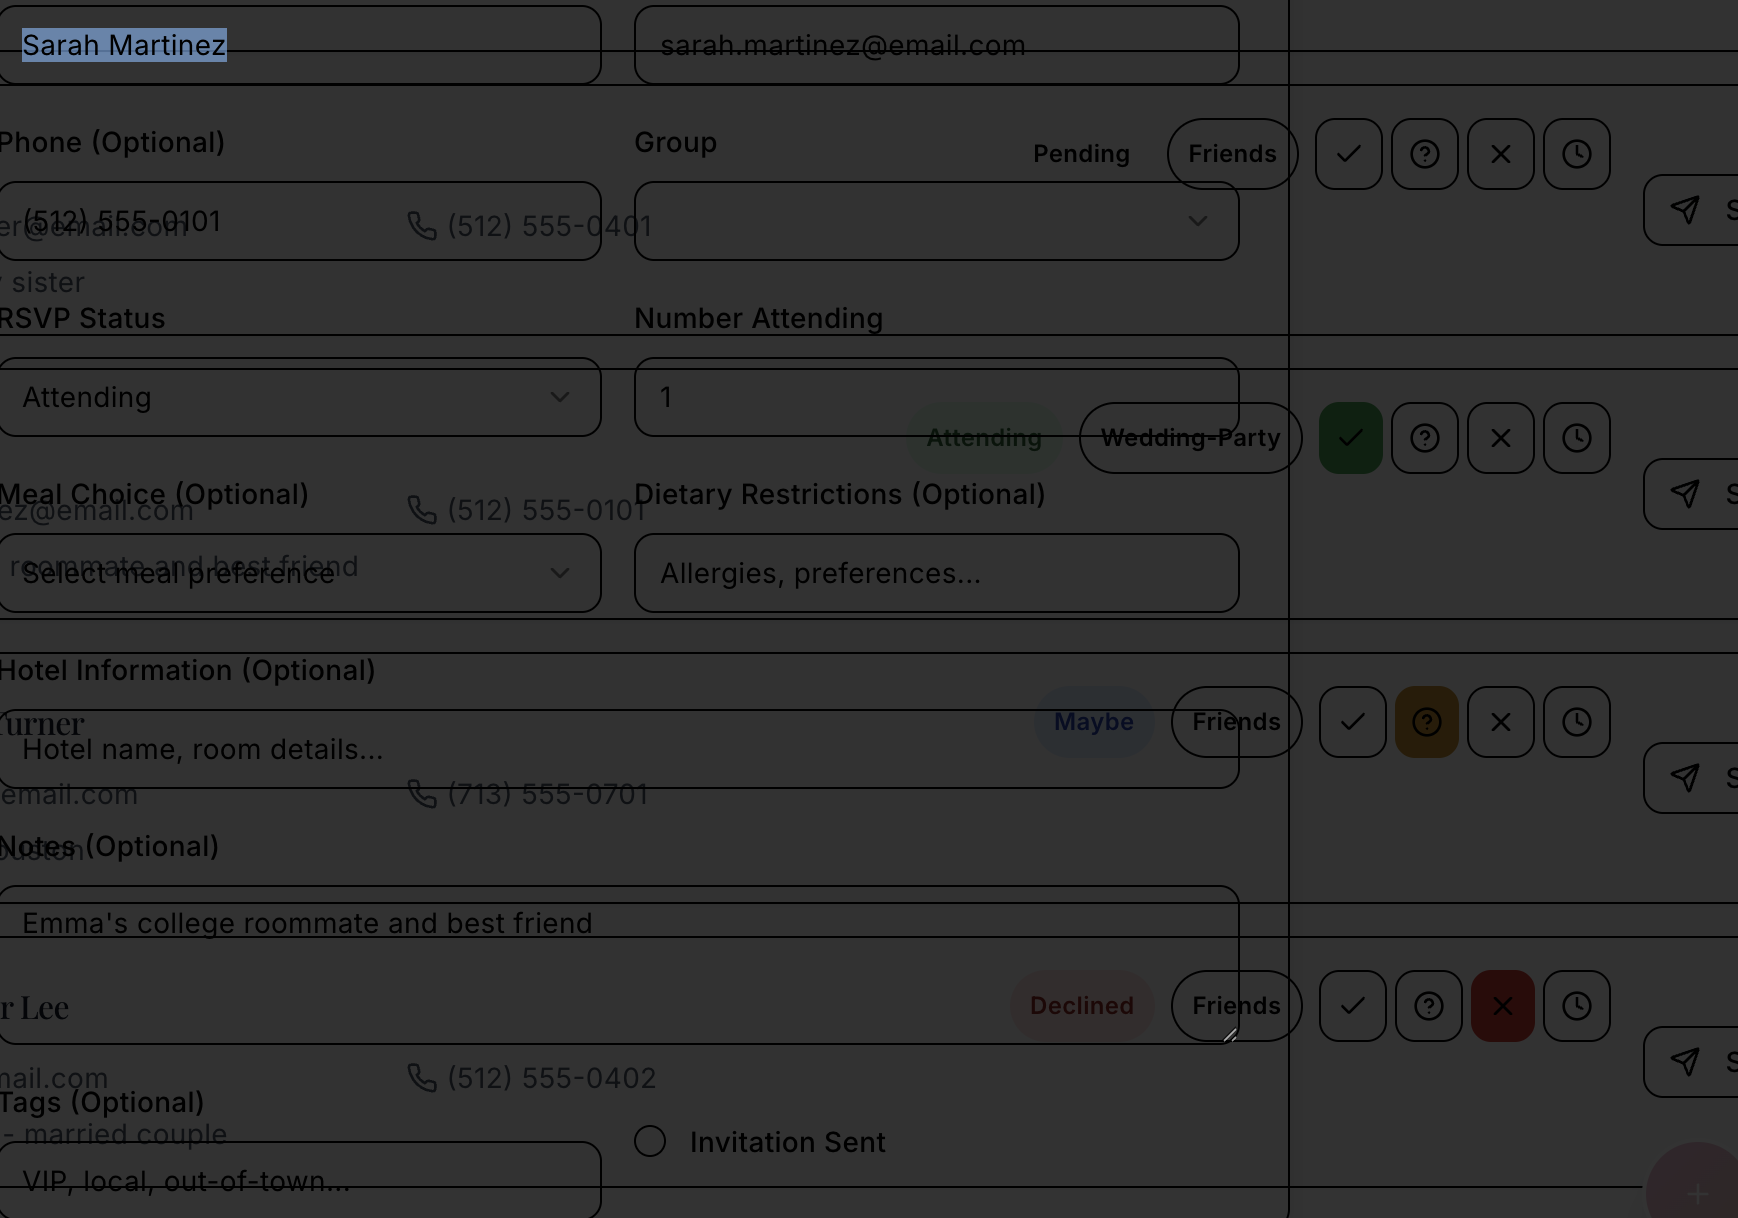 Sarah Martinez
sarah.martinez@email.com
Phone (Optional)
Group
Pending
Friends
(512) 555-0101
er@email.com
(512) 555-0401
sister
S
RSVP Status
Number Attending
Attending
1
Attending
Wedding-Party
Meal Choice (Optional)
Dietary Restrictions (Optional)
ez@email.com
(512) 555-0101
S
roommate and best friend
Select meal preference
Allergies, preferences...
Hotel Information (Optional)
Turner
Maybe
Friends
Hotel name, room details...
email.com
(713) 555-0701
S
Notes (Optional)
ouston
Emma's college roommate and best friend
r Lee
Declined
Friends
mail.com
(512) 555-0402
S
Tags (Optional)
- married couple
Invitation Sent
VIP, local, out-of-town...